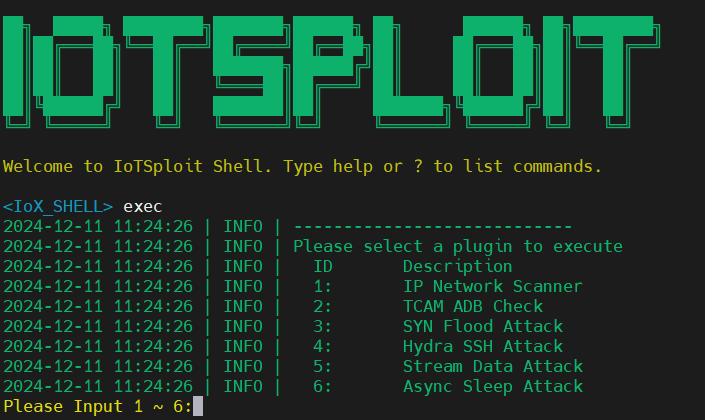 IOTSPLOIT
Welcome to IoTSploit Shell. Type help or ? to list commands.
<IoX_SHELL> exec
2024-12-11 11:24:26 | INFO | ----------------------------
2024-12-11 11:24:26 | INFO | Please select a plugin to execute
2024-12-11 11:24:26 | INFO |   ID       Description
2024-12-11 11:24:26 | INFO |   1:       IP Network Scanner
2024-12-11 11:24:26 | INFO |   2:       TCAM ADB Check
2024-12-11 11:24:26 | INFO |   3:       SYN Flood Attack
2024-12-11 11:24:26 | INFO |   4:       Hydra SSH Attack
2024-12-11 11:24:26 | INFO |   5:       Stream Data Attack
2024-12-11 11:24:26 | INFO |   6:       Async Sleep Attack
Please Input 1 ~ 6: